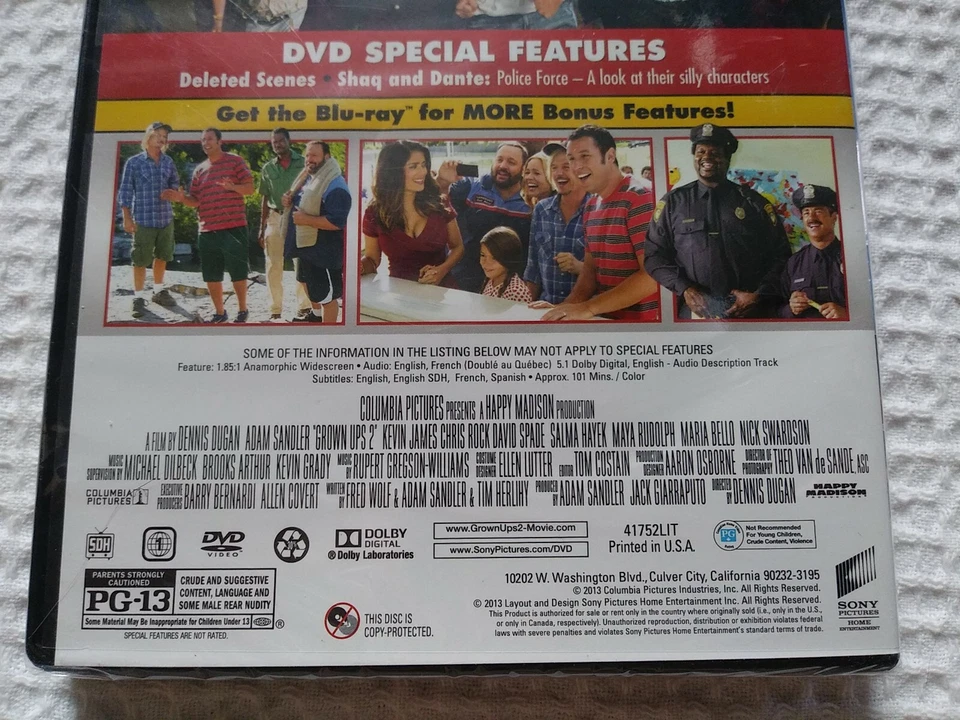 DVD SPECIAL FEATURES
Deleted Scenes • Shaq and Dante: Police Force – A look at their silly characters
Get the Blu-ray™ for MORE Bonus Features!
SOME OF THE INFORMATION IN THE LISTING BELOW MAY NOT APPLY TO SPECIAL FEATURES
Feature: 1.85:1 Anamorphic Widescreen • Audio: English, French (Doublé au Québec) 5.1 Dolby Digital, English - Audio Description Track
Subtitles: English, English SDH, French, Spanish • Approx. 101 Mins. / Color
COLUMBIA PICTURES PRESENTS A HAPPY MADISON PRODUCTION
A FILM BY DENNIS DUGAN ADAM SANDLER "GROWN UPS 2" KEVIN JAMES CHRIS ROCK DAVID SPADE SALMA HAYEK MAYA RUDOLPH MARIA BELLO NICK SWARDSON
MUSIC SUPERVISION BY MICHAEL DILBECK BROOKS ARTHUR KEVIN GRADY MUSIC BY RUPERT GREGSON-WILLIAMS COSTUME DESIGNER ELLEN LUTTER EDITOR TOM COSTAIN PRODUCTION DESIGNER AARON OSBORNE DIRECTOR OF PHOTOGRAPHY THEO VAN de SANDE, ASC
COLUMBIA PICTURES EXECUTIVE PRODUCERS BARRY BERNARDI ALLEN COVERT WRITTEN BY FRED WOLF & ADAM SANDLER & TIM HERLIHY PRODUCED BY ADAM SANDLER JACK GIARRAPUTO DIRECTED BY DENNIS DUGAN HAPPY MADISON
SDH 1 DVD VIDEO DOLBY DIGITAL
® Dolby Laboratories
www.GrownUps2-Movie.com
www.SonyPictures.com/DVD
41752LIT
Printed in U.S.A.
PG
Not Recommended
For Young Children,
Crude Content, Violence
PARENTS STRONGLY CAUTIONED
PG-13
Some Material May Be Inappropriate for Children Under 13
CRUDE AND SUGGESTIVE
CONTENT, LANGUAGE AND
SOME MALE REAR NUDITY
®
SPECIAL FEATURES ARE NOT RATED.
THIS DISC IS
COPY-PROTECTED.
10202 W. Washington Blvd., Culver City, California 90232-3195
© 2013 Columbia Pictures Industries, Inc. All Rights Reserved.
© 2013 Layout and Design Sony Pictures Home Entertainment Inc. All Rights Reserved.
This Product is authorized for sale or rent only in the country where originally sold (i.e., only in the U.S.,
or only in Canada, respectively). Unauthorized reproduction, distribution or exhibition violates federal
laws with severe penalties and violates Sony Pictures Home Entertainment's standard terms of trade.
SONY
PICTURES
HOME
ENTERTAINMENT